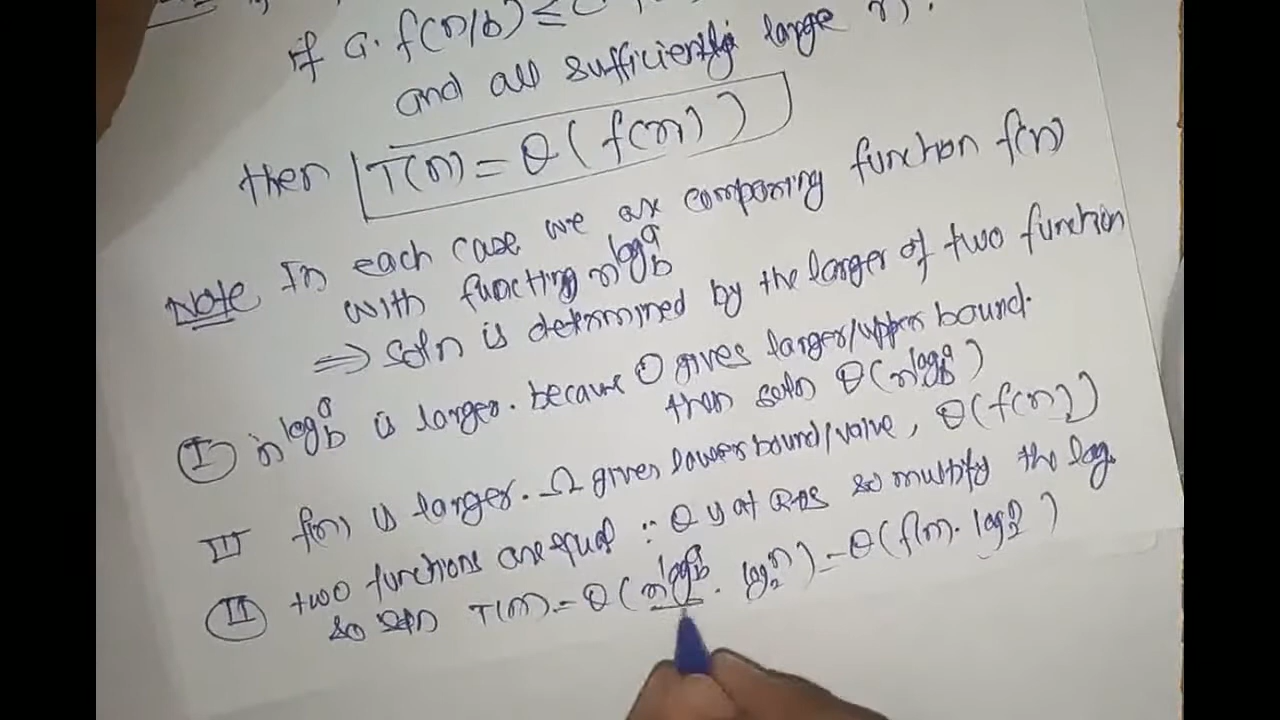 if a. f(n/b) ≤ c
and all sufficiently large n).
then T(n) = θ ( f(n) )
Note In each case we are comparing function f(n)
with function n^log_b^a
⇒ Soln is determined by the larger of two function
I n^log_b^a is larger. because O gives larger/upper bound.
then soln θ(n^log_b^a)
III f(n) is larger. Ω gives lower bound/value, θ(f(n))
II two functions are equal ∵ θ is at RHS so multiply the log.
so soln T(n) = θ(n^log_b^a . log_2^n) = θ(f(n). log_2^n)